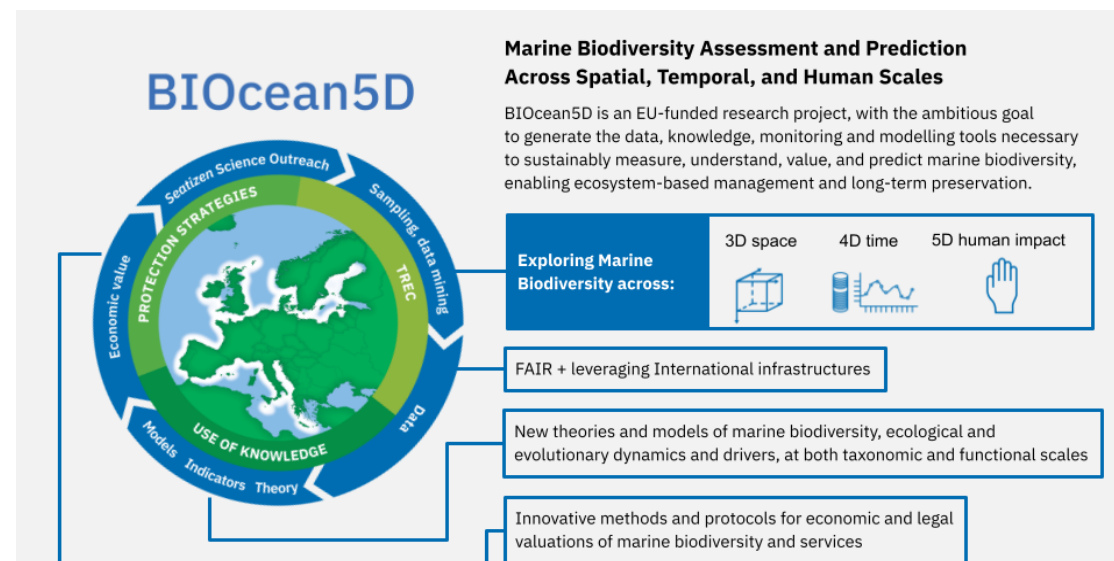 BIOcean5D
Marine Biodiversity Assessment and Prediction
Across Spatial, Temporal, and Human Scales
BIOcean5D is an EU-funded research project, with the ambitious goal
to generate the data, knowledge, monitoring and modelling tools necessary
to sustainably measure, understand, value, and predict marine biodiversity,
enabling ecosystem-based management and long-term preservation.
Seatizen Science Outreach
Sampling, data mining
Data
Models Indicators Theory
Economic value
PROTECTION STRATEGIES
TREC
USE OF KNOWLEDGE
Exploring Marine
Biodiversity across:
3D space
4D time
5D human impact
FAIR + leveraging International infrastructures
New theories and models of marine biodiversity, ecological and
evolutionary dynamics and drivers, at both taxonomic and functional scales
Innovative methods and protocols for economic and legal
valuations of marine biodiversity and services